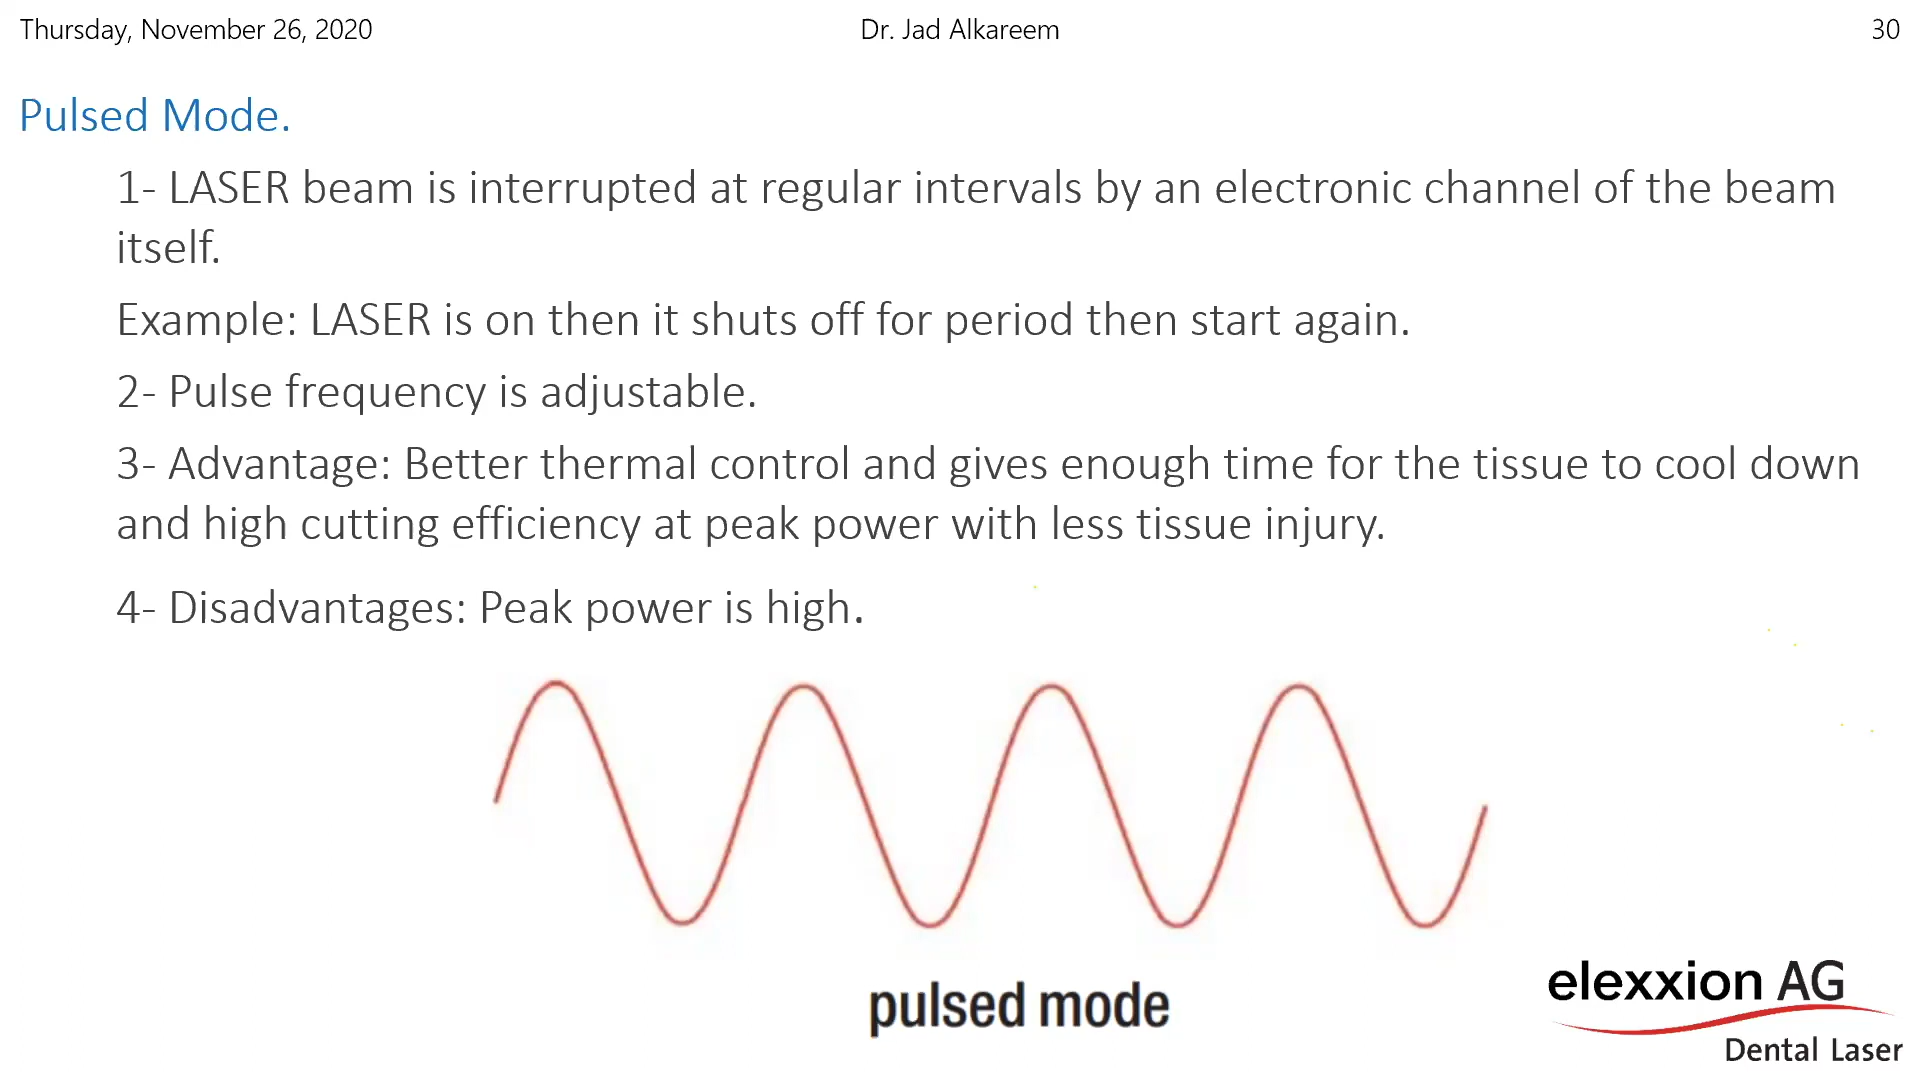 Thursday, November 26, 2020
Dr. Jad Alkareem
30
Pulsed Mode.
1- LASER beam is interrupted at regular intervals by an electronic channel of the beam
itself.
Example: LASER is on then it shuts off for period then start again.
2- Pulse frequency is adjustable.
3- Advantage: Better thermal control and gives enough time for the tissue to cool down
and high cutting efficiency at peak power with less tissue injury.
4- Disadvantages: Peak power is high.
pulsed mode
elexxion AG
Dental Laser